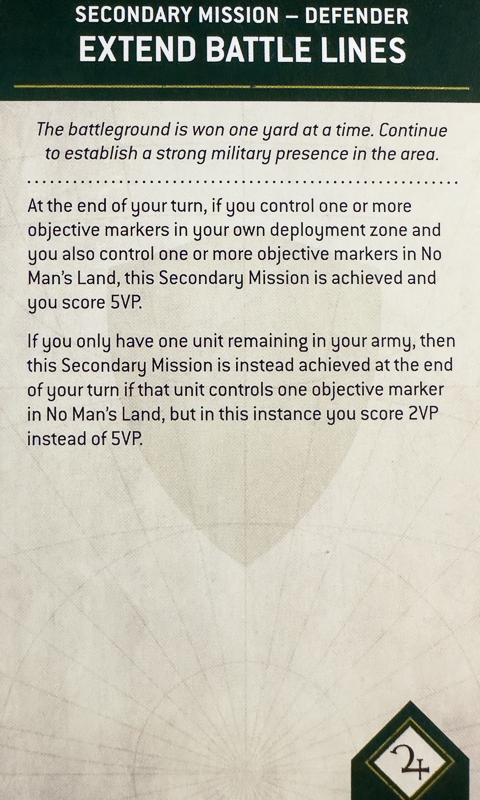 SECONDARY MISSION – DEFENDER
EXTEND BATTLE LINES
The battleground is won one yard at a time. Continue
to establish a strong military presence in the area.
At the end of your turn, if you control one or more
objective markers in your own deployment zone and
you also control one or more objective markers in No
Man's Land, this Secondary Mission is achieved and
you score 5VP.
If you only have one unit remaining in your army, then
this Secondary Mission is instead achieved at the end
of your turn if that unit controls one objective marker
in No Man's Land, but in this instance you score 2VP
instead of 5VP.